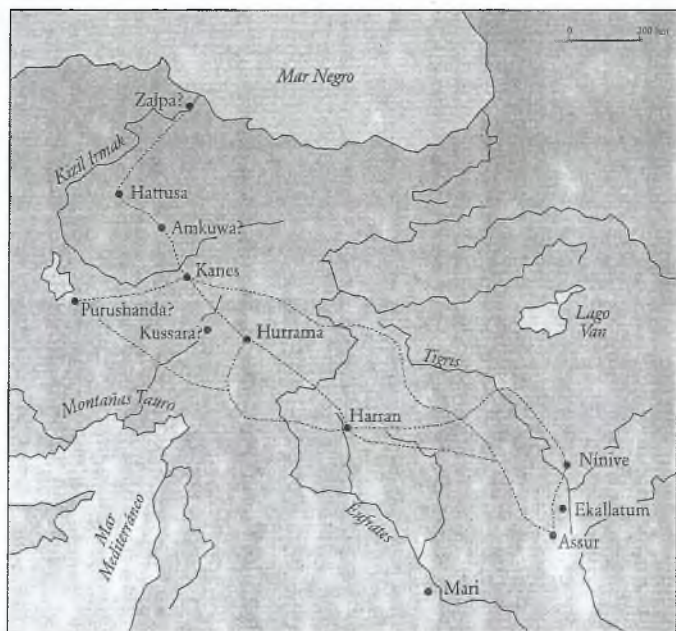 0 200 km
Mar Negro
Zalpa?
Kizil Irmak
Hattusa
Amkuwa?
Kanes
Purushanda?
Kussara?
Hurrama
Lago
Van
Tigris
Montañas Tauro
Harran
Nínive
Ekallatum
Assur
Éufrates
Mar
Mediterráneo
Mari